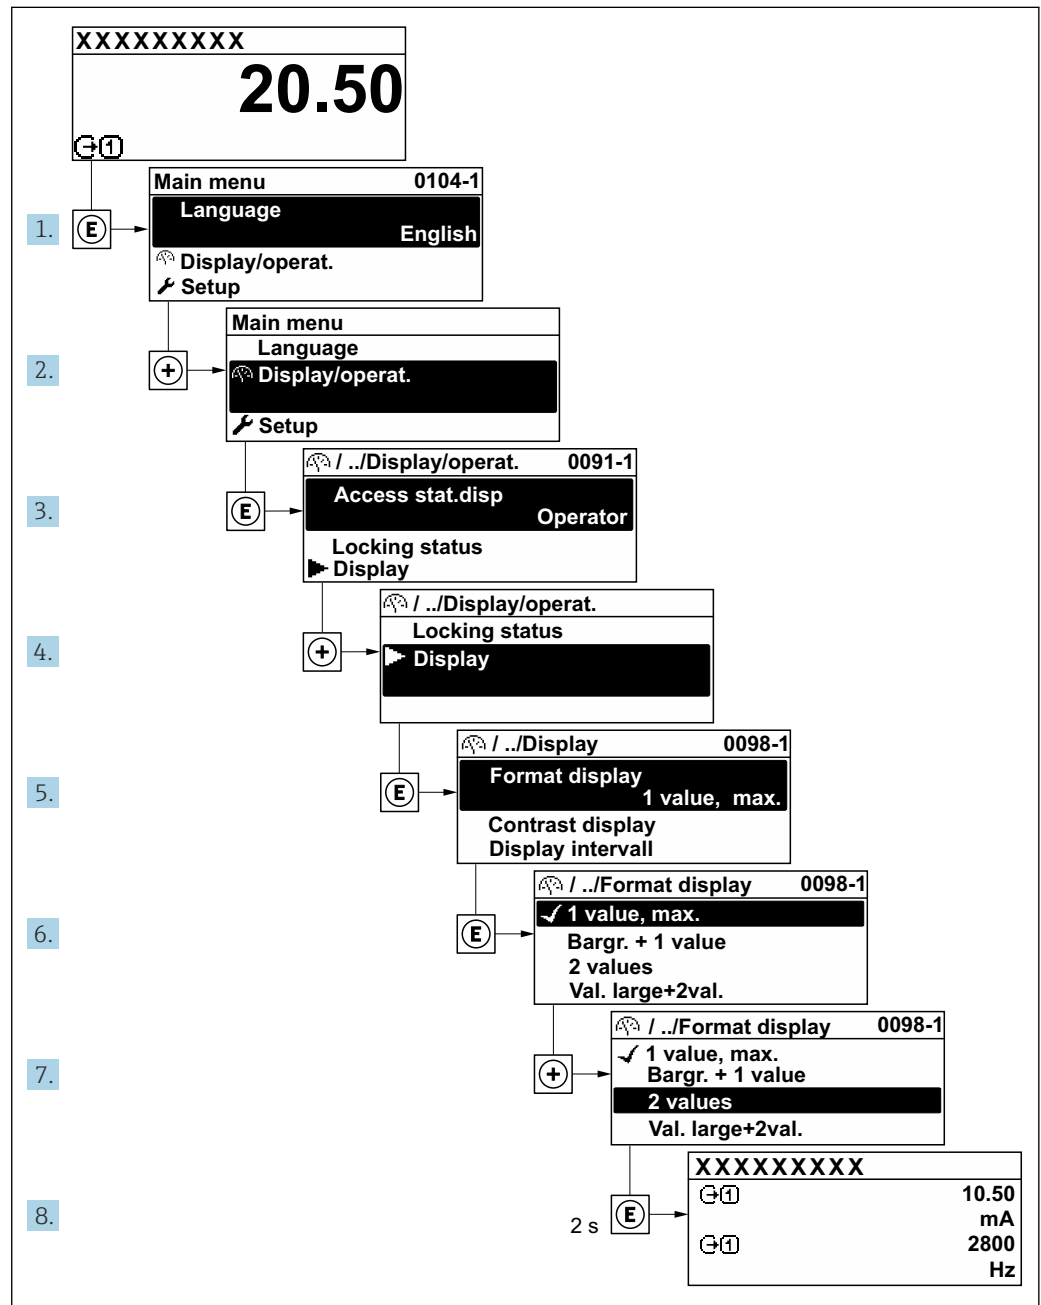 XXXXXXXXX
20.50
1
Main menu 0104-1
Language
English
1. E
Display/operat.
Setup
Main menu
Language
2. + Display/operat.
Setup
/ ../Display/operat. 0091-1
Access stat.disp
3. E Operator
Locking status
Display
/ ../Display/operat.
Locking status
4. + Display
/ ../Display 0098-1
Format display
5. E 1 value, max.
Contrast display
Display intervall
/ ../Format display 0098-1
1 value, max.
6. E Bargr. + 1 value
2 values
Val. large+2val.
/ ../Format display 0098-1
1 value, max.
7. + Bargr. + 1 value
2 values
Val. large+2val.
XXXXXXXXX
1 10.50
8. 2 s E mA
1 2800
Hz